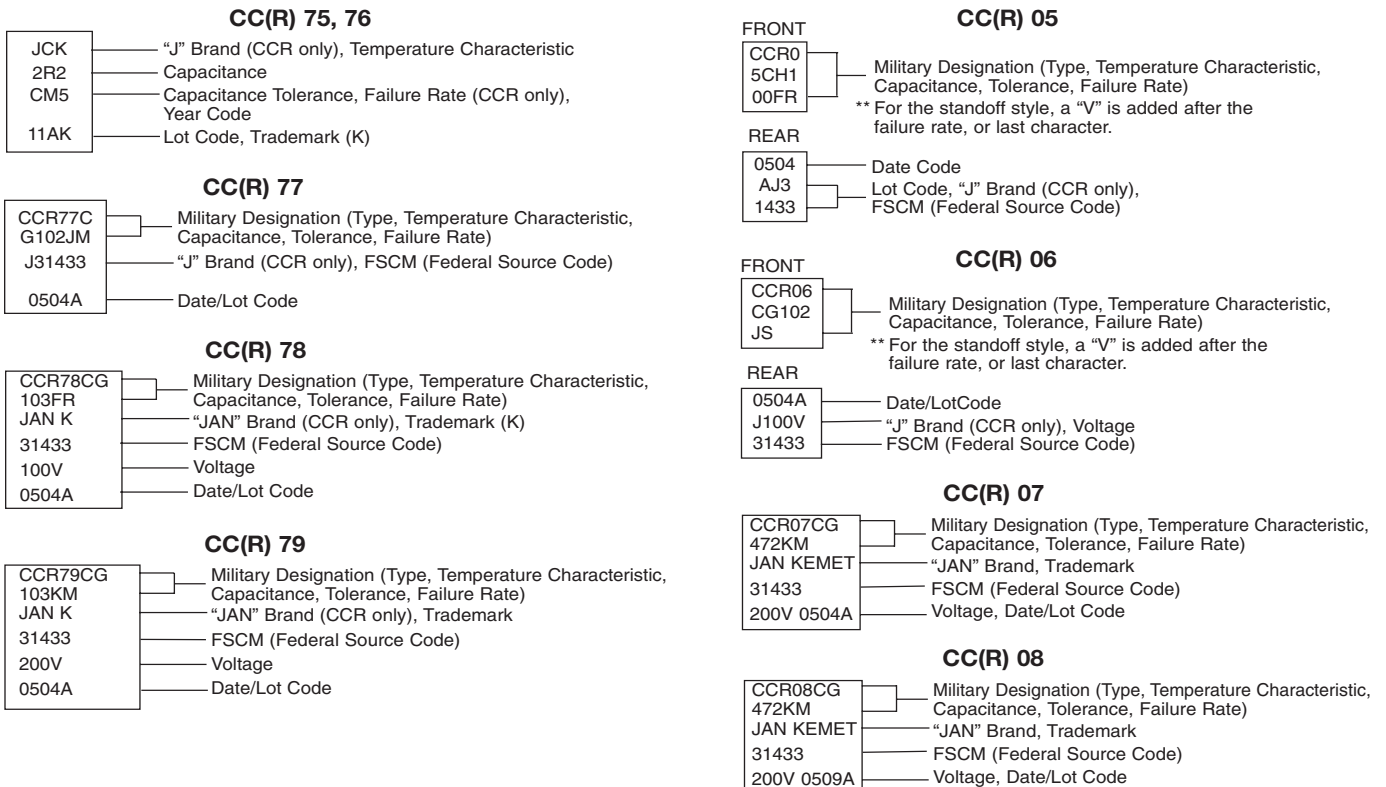 CC(R) 75, 76
JCK
"J" Brand (CCR only), Temperature Characteristic
2R2
Capacitance
CM5
Capacitance Tolerance, Failure Rate (CCR only),
Year Code
11AK
Lot Code, Trademark (K)
CC(R) 77
CCR77C
G102JM
Military Designation (Type, Temperature Characteristic,
Capacitance, Tolerance, Failure Rate)
J31433
"J" Brand (CCR only), FSCM (Federal Source Code)
0504A
Date/Lot Code
CC(R) 78
CCR78CG
103FR
Military Designation (Type, Temperature Characteristic,
Capacitance, Tolerance, Failure Rate)
JAN K
"JAN" Brand (CCR only), Trademark (K)
31433
FSCM (Federal Source Code)
100V
Voltage
0504A
Date/Lot Code
CC(R) 79
CCR79CG
103KM
Military Designation (Type, Temperature Characteristic,
Capacitance, Tolerance, Failure Rate)
JAN K
"JAN" Brand (CCR only), Trademark
31433
FSCM (Federal Source Code)
200V
Voltage
0504A
Date/Lot Code
CC(R) 05
FRONT
CCR0
5CH1
00FR
Military Designation (Type, Temperature Characteristic,
Capacitance, Tolerance, Failure Rate)
** For the standoff style, a "V" is added after the
failure rate, or last character.
REAR
0504
Date Code
AJ3
1433
Lot Code, "J" Brand (CCR only),
FSCM (Federal Source Code)
CC(R) 06
FRONT
CCR06
CG102
JS
Military Designation (Type, Temperature Characteristic,
Capacitance, Tolerance, Failure Rate)
** For the standoff style, a "V" is added after the
failure rate, or last character.
REAR
0504A
Date/LotCode
J100V
"J" Brand (CCR only), Voltage
31433
FSCM (Federal Source Code)
CC(R) 07
CCR07CG
472KM
Military Designation (Type, Temperature Characteristic,
Capacitance, Tolerance, Failure Rate)
JAN KEMET
"JAN" Brand, Trademark
31433
FSCM (Federal Source Code)
200V 0504A
Voltage, Date/Lot Code
CC(R) 08
CCR08CG
472KM
Military Designation (Type, Temperature Characteristic,
Capacitance, Tolerance, Failure Rate)
JAN KEMET
"JAN" Brand, Trademark
31433
FSCM (Federal Source Code)
200V 0509A
Voltage, Date/Lot Code